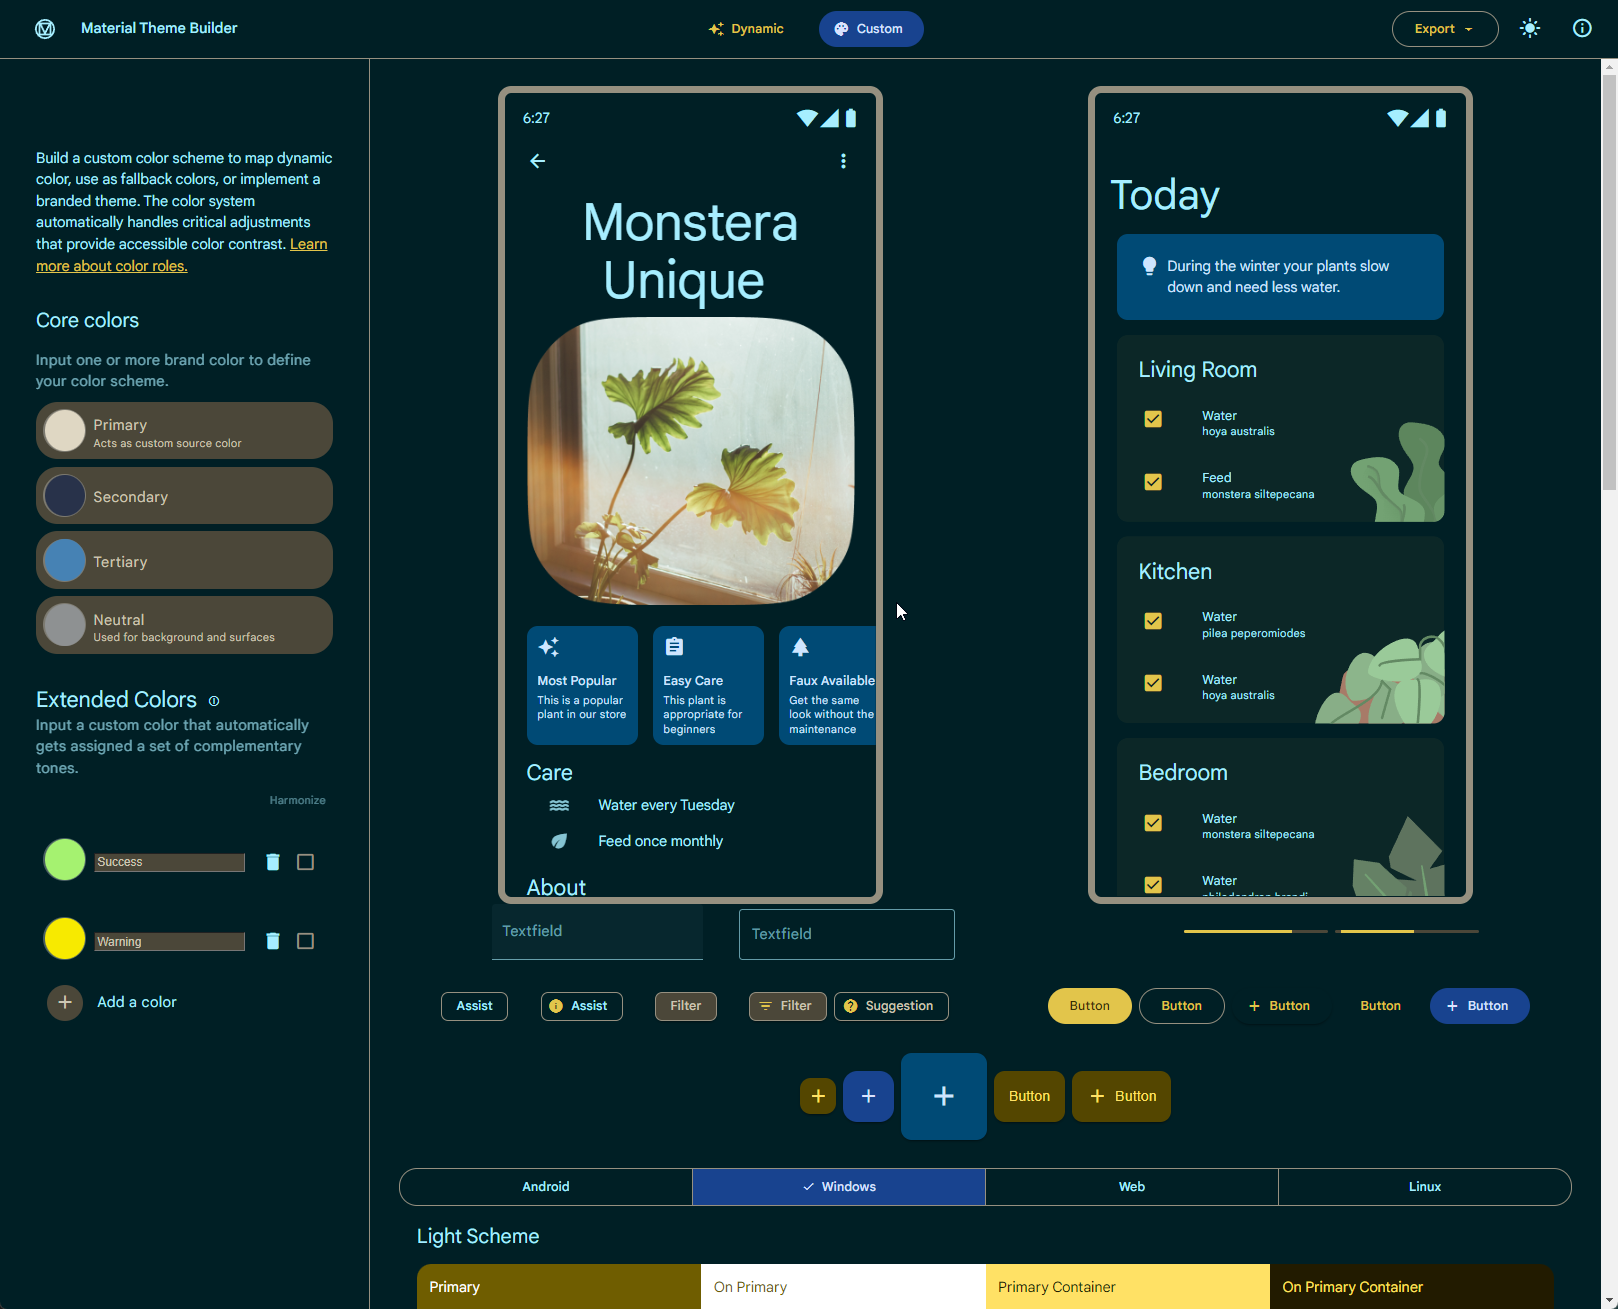 Material Theme Builder
Dynamic
Custom
Export
Build a custom color scheme to map dynamic
color, use as fallback colors, or implement a
branded theme. The color system
automatically handles critical adjustments
that provide accessible color contrast. Learn
more about color roles.
Core colors
Input one or more brand color to define
your color scheme.
Primary
Acts as custom source color
Secondary
Tertiary
Neutral
Used for background and surfaces
Extended Colors
Input a custom color that automatically
gets assigned a set of complementary
tones.
Harmonize
Success
Warning
Add a color
6:27
Monstera
Unique
Most Popular
This is a popular
plant in our store
Easy Care
This plant is
appropriate for
beginners
Faux Available
Get the same
look without the
maintenance
Care
Water every Tuesday
Feed once monthly
About
6:27
Today
During the winter your plants slow
down and need less water.
Living Room
Water
hoya australis
Feed
monstera siltepecana
Kitchen
Water
pilea peperomiodes
Water
hoya australis
Bedroom
Water
monstera siltepecana
Water
Textfield
Textfield
Assist
Assist
Filter
Filter
Suggestion
Button
Button
Button
Button
Button
Button
Button
Android
Windows
Web
Linux
Light Scheme
Primary
On Primary
Primary Container
On Primary Container